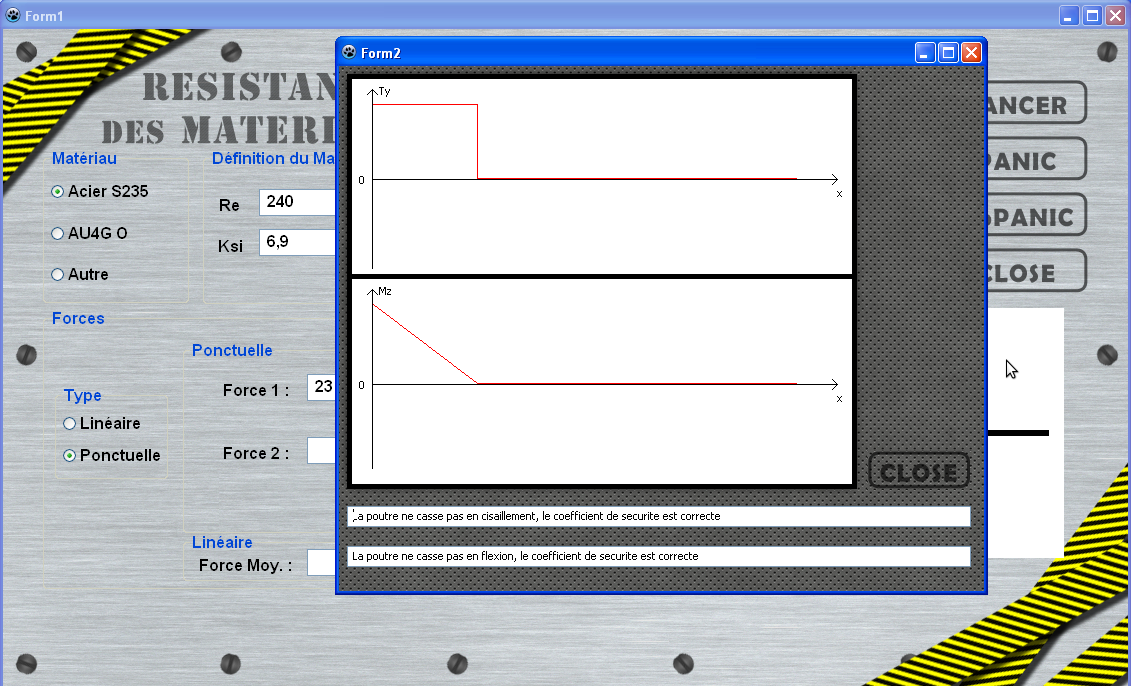 Form1
RESISTAN
DES MATERI
Matériau
Acier S235
AU4G O
Autre
Définition du Ma
Re
240
Ksi
6,9
Forces
Ponctuelle
Force 1 :
23
Type
Linéaire
Ponctuelle
Force 2 :
Linéaire
Force Moy. :
Form2
Ty
0
x
Mz
0
x
CLOSE
La poutre ne casse pas en cisaillement, le coefficient de securite est correcte
La poutre ne casse pas en flexion, le coefficient de securite est correcte
ANCER
PANIC
PANIC
CLOSE